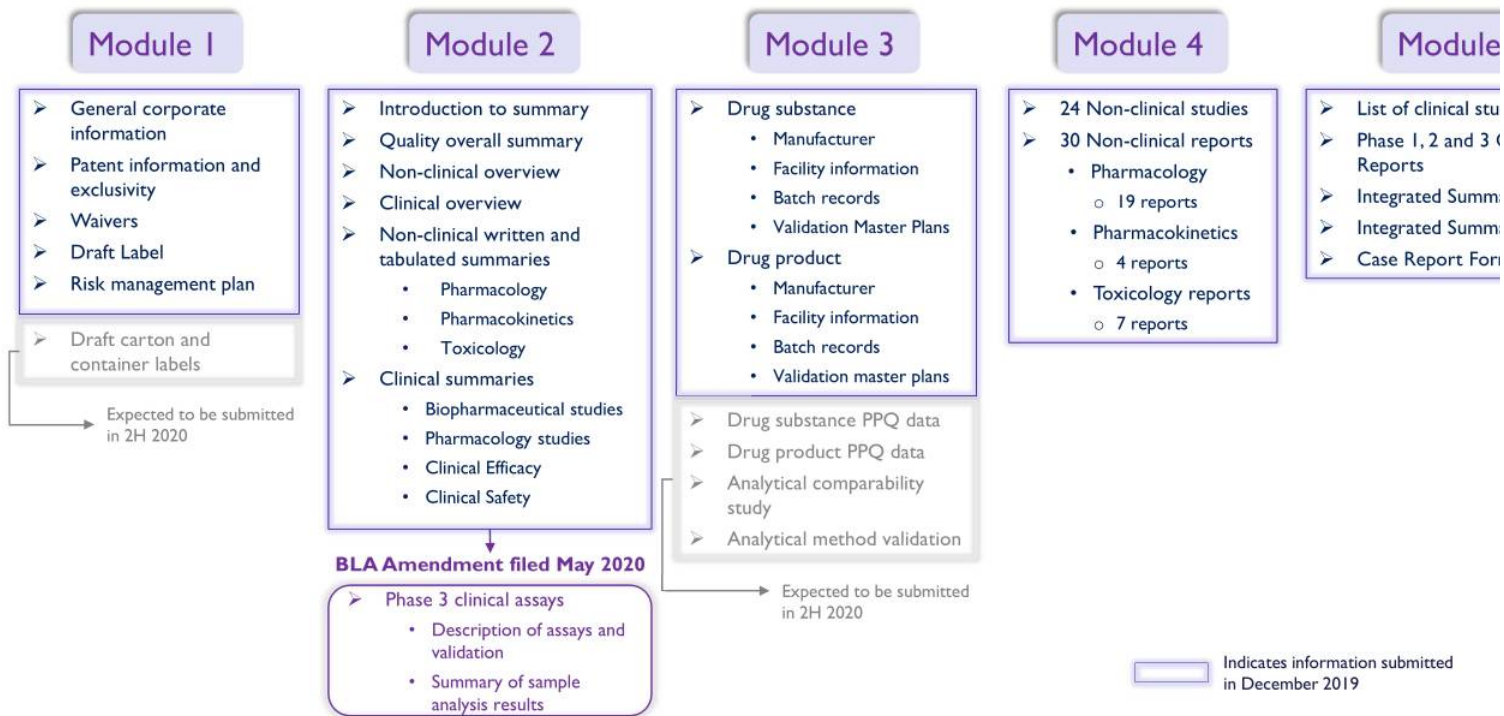 Module 1
General corporate
information
Patent information and
exclusivity
Waivers
Draft Label
Risk management plan
Draft carton and
container labels
Expected to be submitted
in 2H 2020
Module 2
Introduction to summary
Quality overall summary
Non-clinical overview
Clinical overview
Non-clinical written and
tabulated summaries
Pharmacology
Pharmacokinetics
Toxicology
Clinical summaries
Biopharmaceutical studies
Pharmacology studies
Clinical Efficacy
Clinical Safety
BLA Amendment filed May 2020
Phase 3 clinical assays
Description of assays and
validation
Summary of sample
analysis results
Module 3
Drug substance
Manufacturer
Facility information
Batch records
Validation Master Plans
Drug product
Manufacturer
Facility information
Batch records
Validation master plans
Drug substance PPQ data
Drug product PPQ data
Analytical comparability
study
Analytical method validation
Expected to be submitted
in 2H 2020
Module 4
24 Non-clinical studies
30 Non-clinical reports
Pharmacology
19 reports
Pharmacokinetics
4 reports
Toxicology reports
7 reports
Module
List of clinical
Phase 1, 2 and 3
Reports
Integrated
Integrated
Case Report
Indicates information submitted
in December 2019